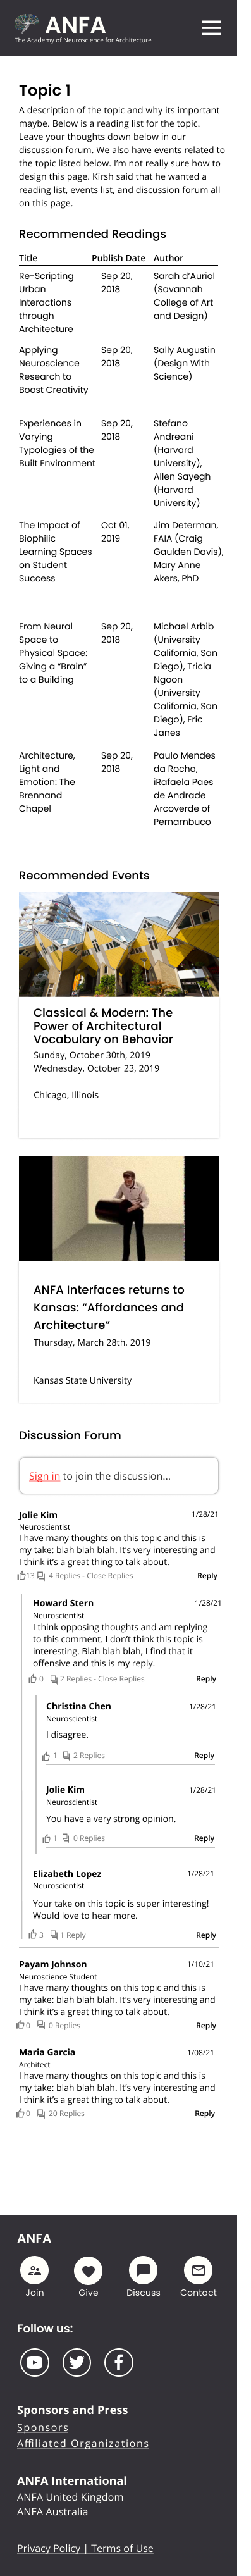 ANFA
The Academy of Neuroscience for Architecture
Topic 1
A description of the topic and why its important
maybe. Below is a reading list for the topic.
Leave your thoughts down below in our
discussion forum. We also have events related to
the topic listed below. I'm not really sure how to
design this page. Kirsh said that he wanted a
reading list, events list, and discussion forum all
on this page.
Recommended Readings
Title Publish Date Author
Re-Scripting Urban Interactions through Architecture Sep 20, 2018 Sarah d'Auriol (Savannah College of Art and Design)
Applying Neuroscience Research to Boost Creativity Sep 20, 2018 Sally Augustin (Design With Science)
Experiences in Varying Typologies of the Built Environment Sep 20, 2018 Stefano Andreani (Harvard University), Allen Sayegh (Harvard University)
The Impact of Biophilic Learning Spaces on Student Success Oct 01, 2019 Jim Determan, FAIA (Craig Gaulden Davis), Mary Anne Akers, PhD
From Neural Space to Physical Space: Giving a “Brain” to a Building Sep 20, 2018 Michael Arbib (University California, San Diego), Tricia Ngoon (University California, San Diego), Eric Janes
Architecture, Light and Emotion: The Brennand Chapel Sep 20, 2018 Paulo Mendes da Rocha, iRafaela Paes de Andrade Arcoverde of Pernambuco
Recommended Events
Classical & Modern: The
Power of Architectural
Vocabulary on Behavior
Sunday, October 30th, 2019
Wednesday, October 23, 2019
Chicago, Illinois
ANFA Interfaces returns to
Kansas: “Affordances and
Architecture”
Thursday, March 28th, 2019
Kansas State University
Discussion Forum
Sign in to join the discussion...
Jolie Kim 1/28/21
Neuroscientist
I have many thoughts on this topic and this is
my take: blah blah blah. It's very interesting and
I think it's a great thing to talk about.
13 4 Replies - Close Replies Reply
Howard Stern 1/28/21
Neuroscientist
I think opposing thoughts and am replying
to this comment. I don't think this topic is
interesting. Blah blah blah, I find that it
offensive and this is my reply.
0 2 Replies - Close Replies Reply
Christina Chen 1/28/21
Neuroscientist
I disagree.
1 2 Replies Reply
Jolie Kim 1/28/21
Neuroscientist
You have a very strong opinion.
1 0 Replies Reply
Elizabeth Lopez 1/28/21
Neuroscientist
Your take on this topic is super interesting!
Would love to hear more.
3 1 Reply Reply
Payam Johnson 1/10/21
Neuroscience Student
I have many thoughts on this topic and this is
my take: blah blah blah. It's very interesting and
I think it's a great thing to talk about.
0 0 Replies Reply
Maria Garcia 1/08/21
Architect
I have many thoughts on this topic and this is
my take: blah blah blah. It's very interesting and
I think it's a great thing to talk about.
0 20 Replies Reply
ANFA
Join Give Discuss Contact
Follow us:
Sponsors and Press
Sponsors
Affiliated Organizations
ANFA International
ANFA United Kingdom
ANFA Australia
Privacy Policy | Terms of Use